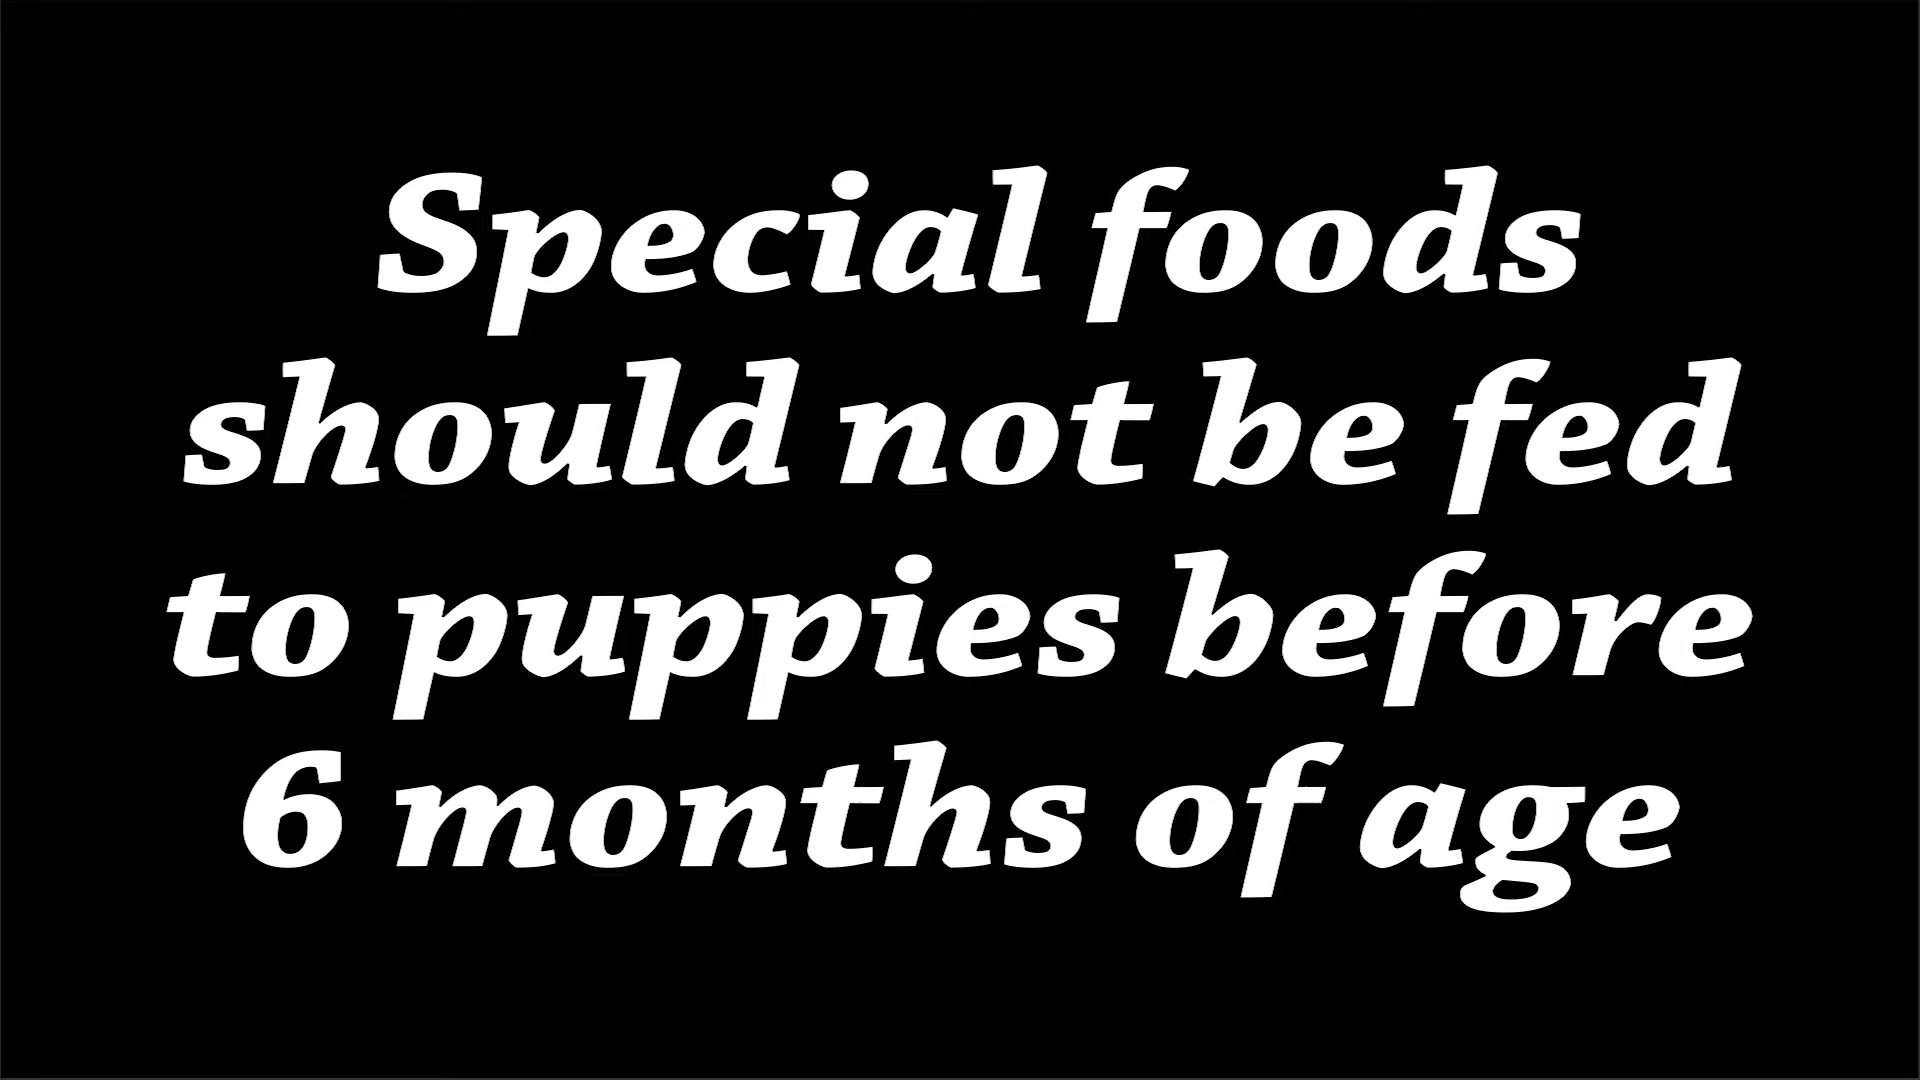 Special foods
should not be fed
to puppies before
6 months of age